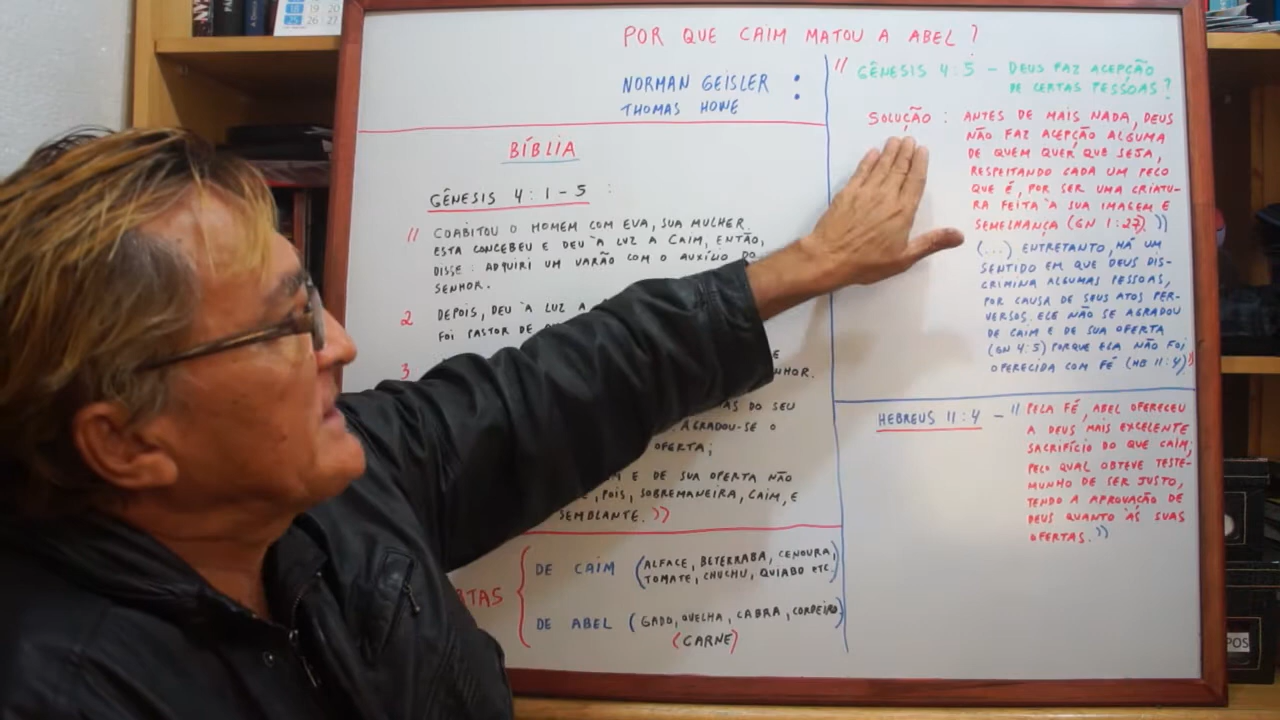 POR QUE CAIM MATOU A ABEL?
NORMAN GEISLER :
THOMAS HOWE
BÍBLIA
GÊNESIS 4:1-5 :
" COABITOU O HOMEM COM EVA, SUA MULHER.
ESTA CONCEBEU E DEU À LUZ A CAIM, ENTÃO,
DISSE: ADQUIRI UM VARÃO COM O AUXÍLIO DO
SENHOR.
2 DEPOIS, DEU À LUZ A
FOI PASTOR DE
3
E
NHOR.
AS DO SEU
AGRADOU-SE O
OFERTA;
E DE SUA OFERTA NÃO
, POIS, SOBREMANEIRA, CAIM, E
SEMBLANTE. "
RTAS
DE CAIM (ALFACE, BETERRABA, CENOURA,
TOMATE, CHUCHU, QUIABO ETC.)
DE ABEL (GADO, OVELHA, CABRA, CORDEIRO)
(CARNE)
" GÊNESIS 4:5 - DEUS FAZ ACEPÇÃO
DE CERTAS PESSOAS?
SOLUÇÃO : ANTES DE MAIS NADA, DEUS
NÃO FAZ ACEPÇÃO ALGUMA
DE QUEM QUER QUE SEJA,
RESPEITANDO CADA UM PELO
QUE É, POR SER UMA CRIATU-
RA FEITA À SUA IMAGEM E
SEMELHANÇA (GN 1:27). "
(...) ENTRETANTO, HÁ UM
SENTIDO EM QUE DEUS DIS-
CRIMINA ALGUMAS PESSOAS,
POR CAUSA DE SEUS ATOS PER-
VERSOS. ELE NÃO SE AGRADOU
DE CAIM E DE SUA OFERTA
(GN 4:5) PORQUE ELA NÃO FOI
OFERECIDA COM FÉ (HB 11:4)"
HEBREUS 11:4 - " PELA FÉ, ABEL OFERECEU
A DEUS MAIS EXCELENTE
SACRIFÍCIO DO QUE CAIM;
PELO QUAL OBTEVE TESTE-
MUNHO DE SER JUSTO,
TENDO A APROVAÇÃO DE
DEUS QUANTO ÀS SUAS
OFERTAS. "
18 19 20
25 26 27
POS